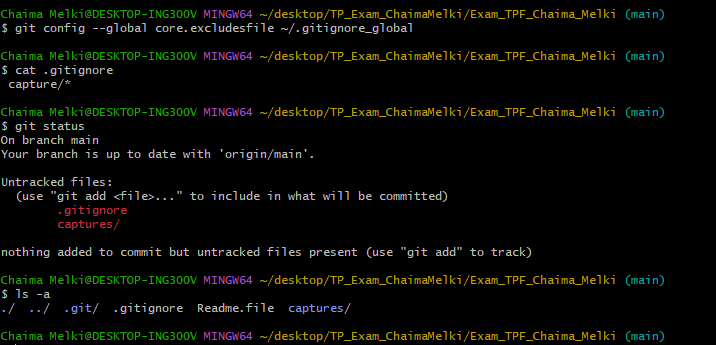 Chaima Melki@DESKTOP-ING3OOV MINGW64 ~/desktop/TP_Exam_ChaimaMelki/Exam_TPF_Chaima_Melki (main)
$ git config --global core.excludesfile ~/.gitignore_global

Chaima Melki@DESKTOP-ING3OOV MINGW64 ~/desktop/TP_Exam_ChaimaMelki/Exam_TPF_Chaima_Melki (main)
$ cat .gitignore
 capture/*

Chaima Melki@DESKTOP-ING3OOV MINGW64 ~/desktop/TP_Exam_ChaimaMelki/Exam_TPF_Chaima_Melki (main)
$ git status
On branch main
Your branch is up to date with 'origin/main'.

Untracked files:
  (use "git add <file>..." to include in what will be committed)
        .gitignore
        captures/

nothing added to commit but untracked files present (use "git add" to track)

Chaima Melki@DESKTOP-ING3OOV MINGW64 ~/desktop/TP_Exam_ChaimaMelki/Exam_TPF_Chaima_Melki (main)
$ ls -a
./  ../  .git/  .gitignore  Readme.file  captures/

Chaima Melki@DESKTOP-ING3OOV MINGW64 ~/desktop/TP_Exam_ChaimaMelki/Exam_TPF_Chaima_Melki (main)